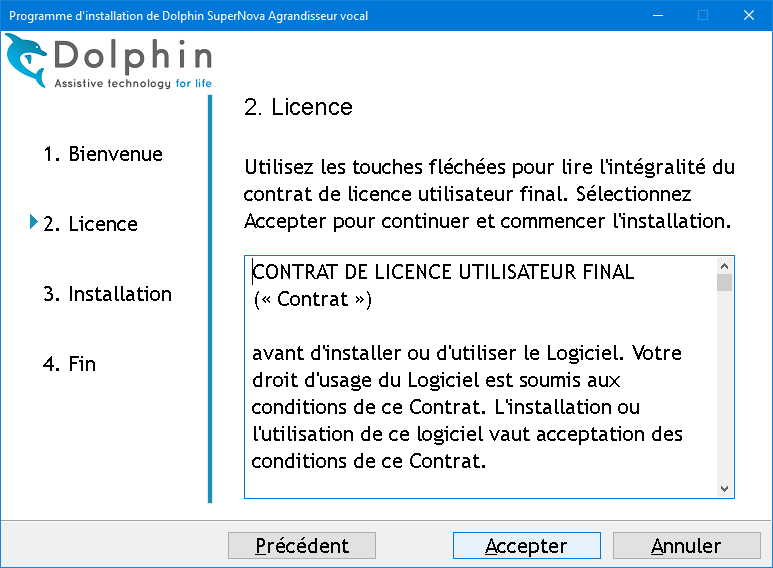 Programme d'installation de Dolphin SuperNova Agrandisseur vocal
Dolphin
Assistive technology for life
1. Bienvenue
2. Licence
3. Installation
4. Fin
2. Licence
Utilisez les touches fléchées pour lire l'intégralité du
contrat de licence utilisateur final. Sélectionnez
Accepter pour continuer et commencer l'installation.
CONTRAT DE LICENCE UTILISATEUR FINAL
(« Contrat »)
avant d'installer ou d'utiliser le Logiciel. Votre
droit d'usage du Logiciel est soumis aux
conditions de ce Contrat. L'installation ou
l'utilisation de ce logiciel vaut acceptation des
conditions de ce Contrat.
Précédent
Accepter
Annuler